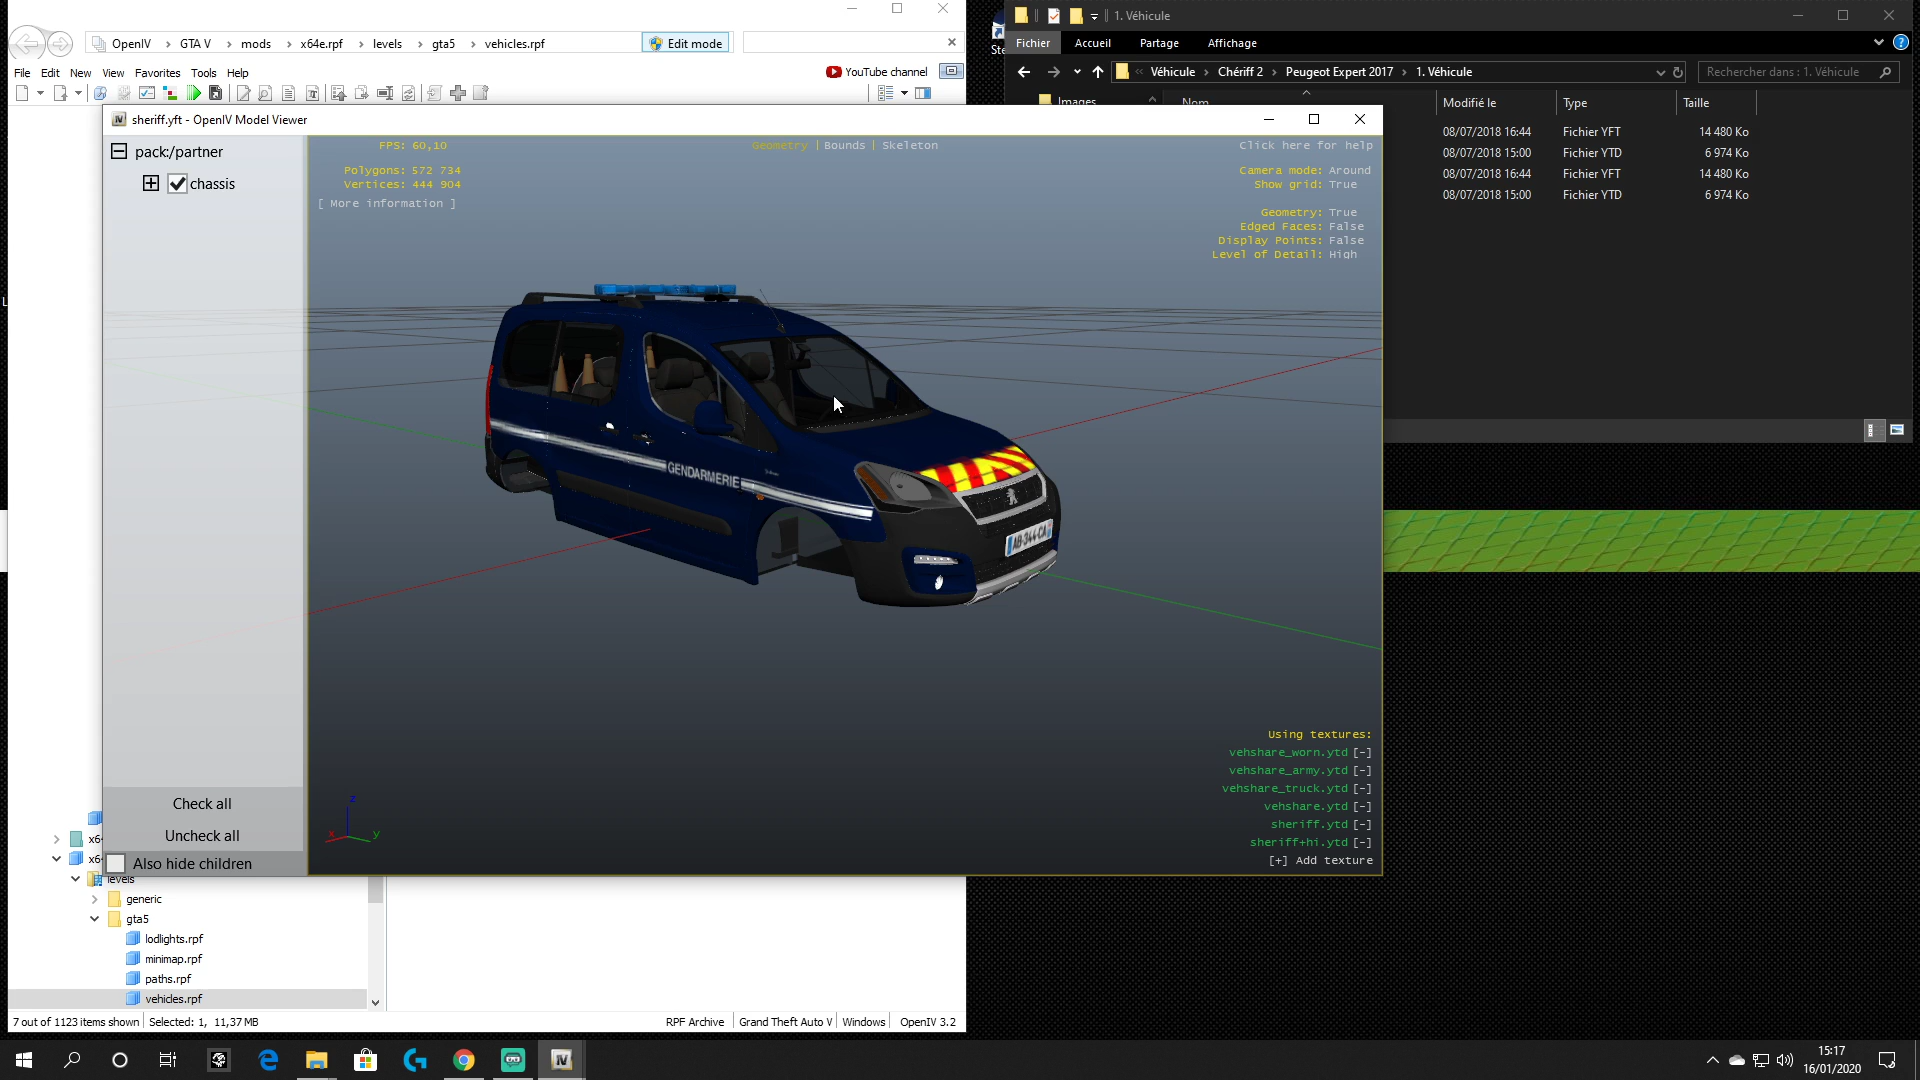 OpenIV
GTA V
mods
x64e.rpf
levels
gta5
vehicles.rpf
Edit mode
File
Edit
New
View
Favorites
Tools
Help
YouTube channel
1. Véhicule
Fichier
Accueil
Partage
Affichage
Véhicule
Chériff 2
Peugeot Expert 2017
1. Véhicule
Rechercher dans : 1. Véhicule
Images
Nom
Modifié le
Type
Taille
08/07/2018 16:44 Fichier YFT 14 480 Ko
08/07/2018 15:00 Fichier YTD 6 974 Ko
08/07/2018 16:44 Fichier YFT 14 480 Ko
08/07/2018 15:00 Fichier YTD 6 974 Ko
sheriff.yft - OpenIV Model Viewer
pack:/partner
chassis
FPS: 60,10
Polygons: 572 734
Vertices: 444 904
[ More information ]
Geometry | Bounds | Skeleton
Click here for help
Camera mode: Around
Show grid: True
Geometry: True
Edged Faces: False
Display Points: False
Level of Detail: High
GENDARMERIE
AB-344-CA
z
x
y
Using textures:
vehshare_worn.ytd [-]
vehshare_army.ytd [-]
vehshare_truck.ytd [-]
vehshare.ytd [-]
sheriff.ytd [-]
sheriff+hi.ytd [-]
[+] Add texture
Check all
Uncheck all
Also hide children
levels
generic
gta5
lodlights.rpf
minimap.rpf
paths.rpf
vehicles.rpf
7 out of 1123 items shown
Selected: 1, 11,37 MB
RPF Archive
Grand Theft Auto V
Windows
OpenIV 3.2
15:17
16/01/2020